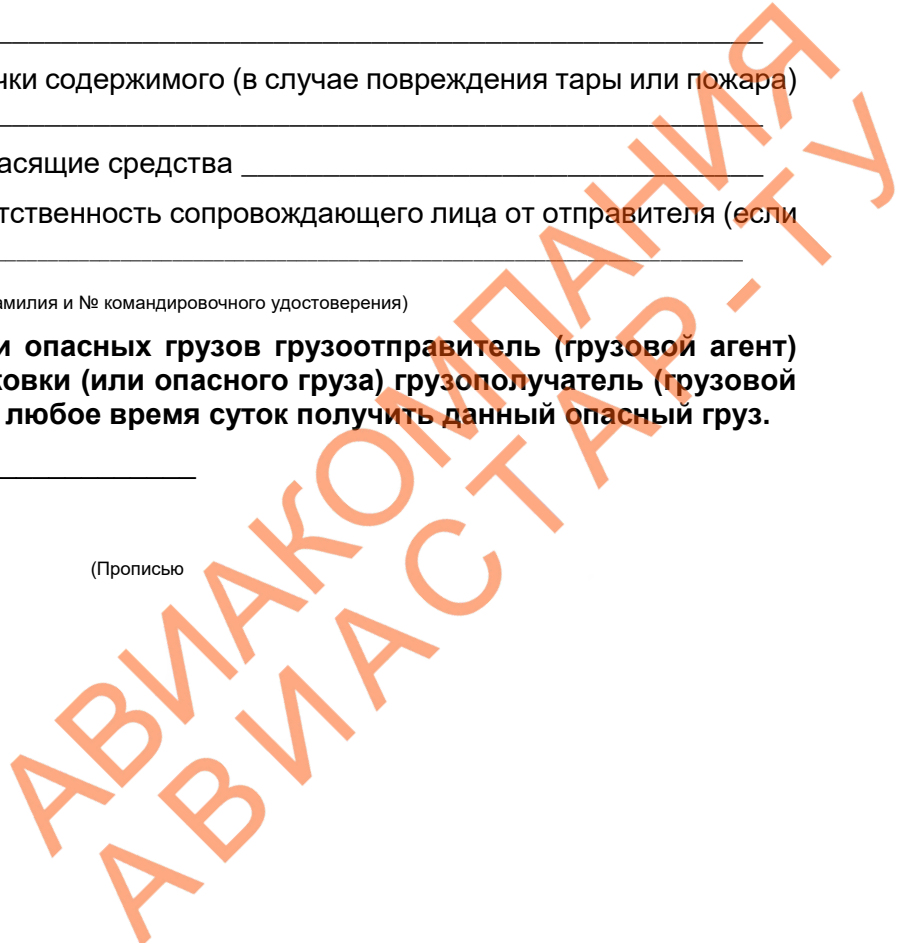 чки содержимого (в случае повреждения тары или пожара)
асящие средства
тственность сопровождающего лица от отправителя (если
амилия и № командировочного удостоверения)
и опасных грузов грузоотправитель (грузовой агент)
ковки (или опасного груза) грузополучатель (грузовой
любое время суток получить данный опасный груз.
(Прописью
АВИАКОМПАНИЯ
АВИАСТАР-ТУ